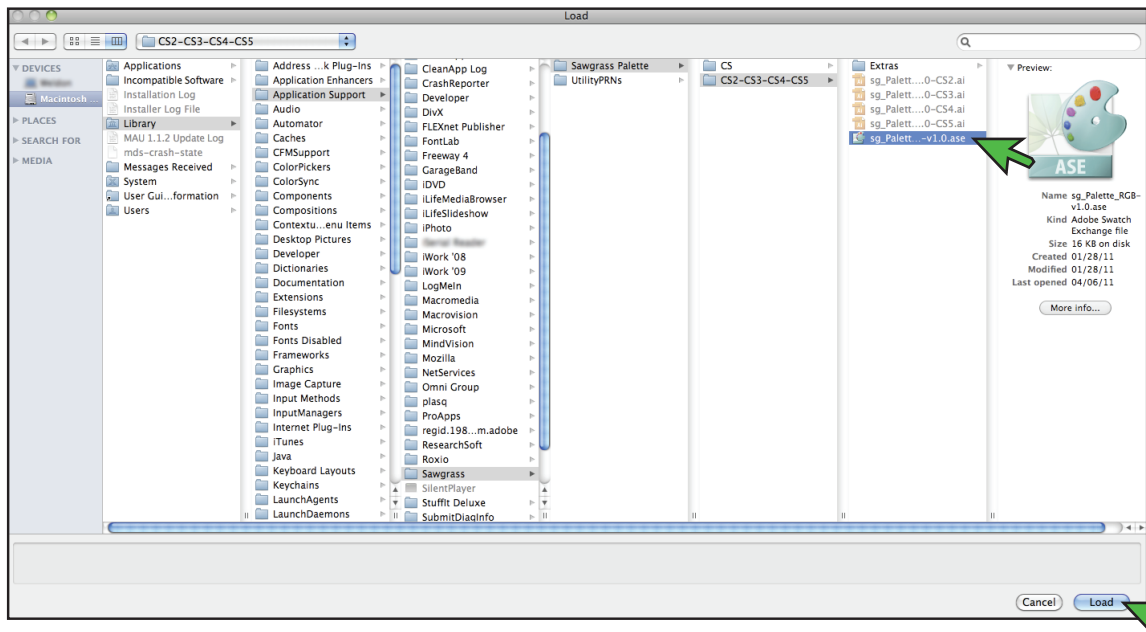 Load
CS2-CS3-CS4-CS5
DEVICES
Macintosh ...
PLACES
SEARCH FOR
MEDIA
Applications
Incompatible Software
Installation Log
Installer Log File
Library
MAU 1.1.2 Update Log
mds-crash-state
Messages Received
System
User Gui...formation
Users
Address ...k Plug-Ins
Application Enhancers
Application Support
Audio
Automator
Caches
CFMSupport
ColorPickers
ColorSync
Components
Compositions
Contextu...enu Items
Desktop Pictures
Developer
Dictionaries
Documentation
Extensions
Filesystems
Fonts
Fonts Disabled
Frameworks
Graphics
Image Capture
Input Methods
InputManagers
Internet Plug-Ins
iTunes
Java
Keyboard Layouts
Keychains
LaunchAgents
LaunchDaemons
CleanApp Log
CrashReporter
Developer
DivX
FLEXnet Publisher
FontLab
Freeway 4
GarageBand
iDVD
iLifeMediaBrowser
iLifeSlideshow
iPhoto
iWork '08
iWork '09
LogMeIn
Macromedia
Macrovision
Microsoft
MindVision
Mozilla
NetServices
Omni Group
plasq
ProApps
regid.198...m.adobe
ResearchSoft
Roxio
Sawgrass
SilentPlayer
StuffIt Deluxe
SubmitDiagInfo
Sawgrass Palette
UtilityPRNs
CS
CS2-CS3-CS4-CS5
Extras
sg_Palett....0-CS2.ai
sg_Palett....0-CS3.ai
sg_Palett....0-CS4.ai
sg_Palett....0-CS5.ai
sg_Palett...-v1.0.ase
Preview:
ASE
Name sg_Palette_RGB-
v1.0.ase
Kind Adobe Swatch
Exchange file
Size 16 KB on disk
Created 01/28/11
Modified 01/28/11
Last opened 04/06/11
More info...
Cancel
Load